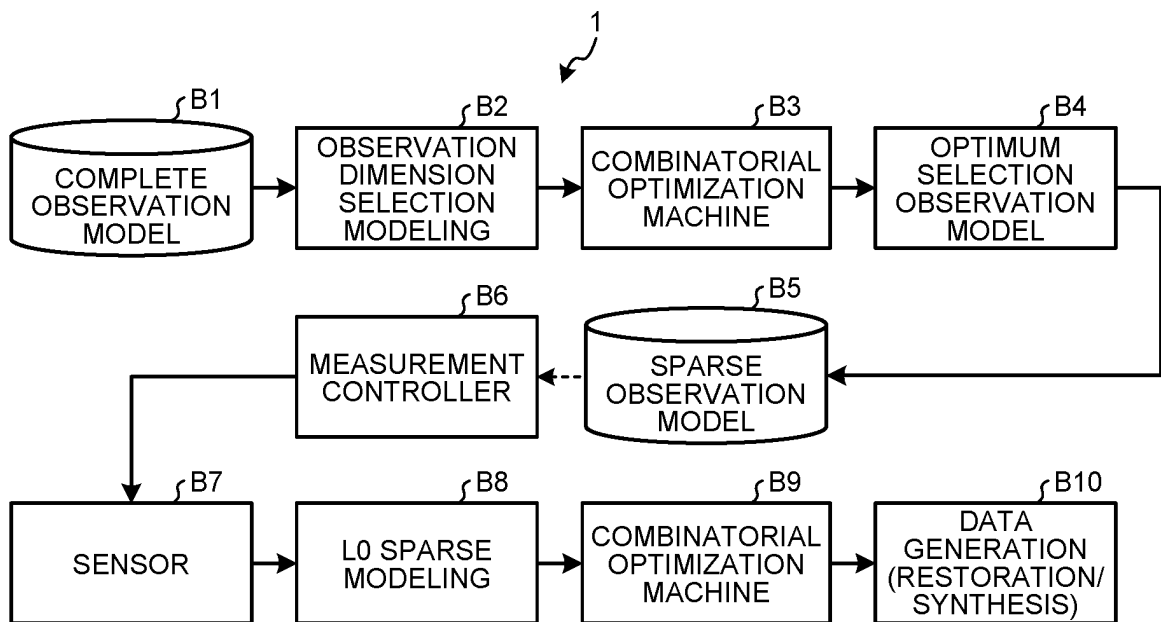 1
B1
COMPLETE
OBSERVATION
MODEL
B2
OBSERVATION
DIMENSION
SELECTION
MODELING
B3
COMBINATORIAL
OPTIMIZATION
MACHINE
B4
OPTIMUM
SELECTION
OBSERVATION
MODEL
B6
MEASUREMENT
CONTROLLER
B5
SPARSE
OBSERVATION
MODEL
B7
SENSOR
B8
L0 SPARSE
MODELING
B9
COMBINATORIAL
OPTIMIZATION
MACHINE
B10
DATA
GENERATION
(RESTORATION/
SYNTHESIS)